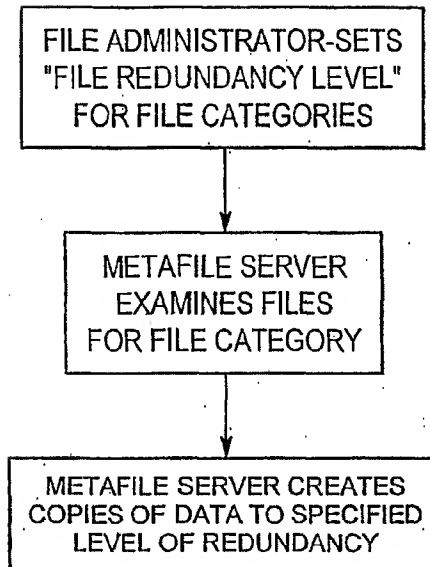 FILE ADMINISTRATOR-SETS
"FILE REDUNDANCY LEVEL"
FOR FILE CATEGORIES
METAFILE SERVER
EXAMINES FILES
FOR FILE CATEGORY
METAFILE SERVER CREATES
COPIES OF DATA TO SPECIFIED
LEVEL OF REDUNDANCY